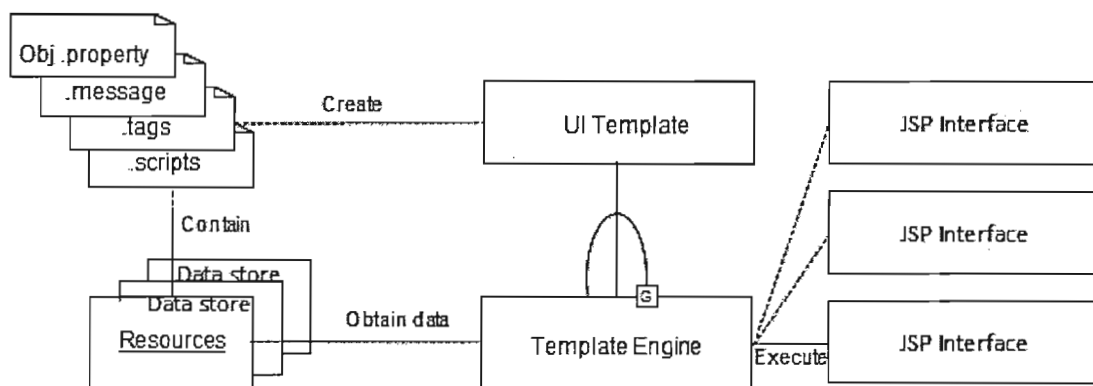 Obj .property
.message
.tags
.scripts
Create
UI Template
JSP Interface
Contain
JSP Interface
Data store
Data store
Resources
Obtain data
G
Template Engine
Execute
JSP Interface